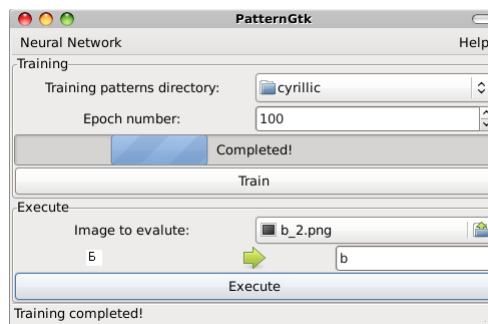 PatternGtk
Neural Network Help
Training
Training patterns directory: cyrillic
Epoch number: 100
Completed!
Train
Execute
Image to evalute: b_2.png
Б b
Execute
Training completed!